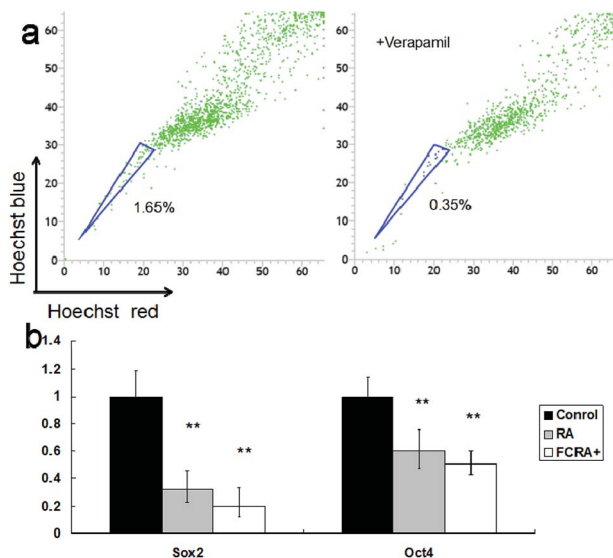 a
+Verapamil
60
50
40
30
20
10
0
60
50
40
30
20
10
0
1.65%
0.35%
0 10 20 30 40 50 60
10 20 30 40 50 60
Hoechst blue
Hoechst red
b
1.4
1.2
1
0.8
0.6
0.4
0.2
0
** ** ** **
Sox2 Oct4
Conrol
RA
FCRA+